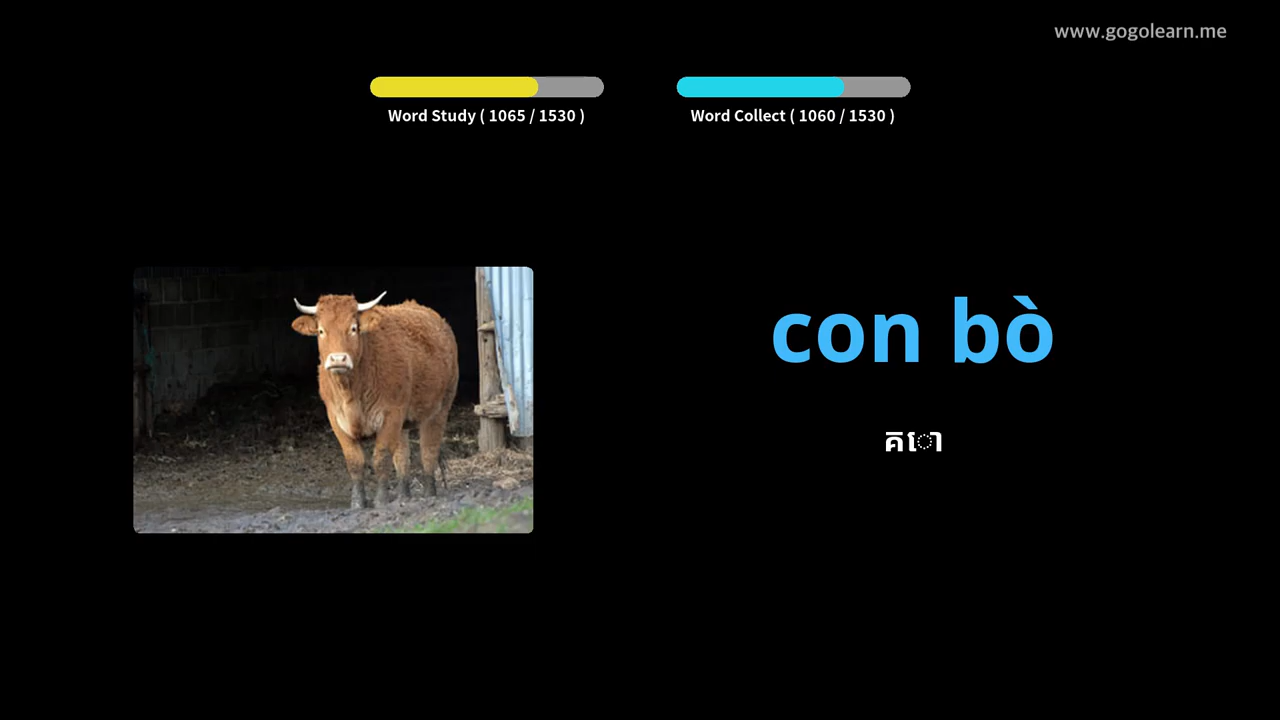 www.gogolearn.me
Word Study ( 1065 / 1530 )
Word Collect ( 1060 / 1530 )
con bò
គោ